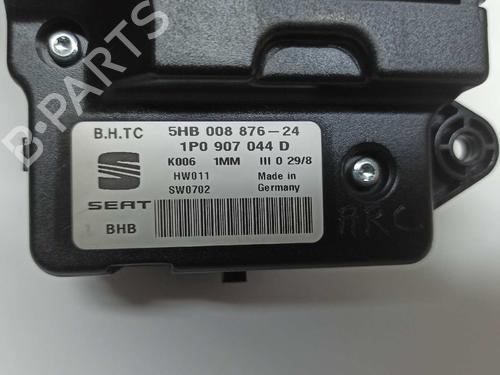 B-PARTS
B.H.TC 5HB 008 876-24
1P0 907 044 D
K006 1MM III 0 29/8
HW011 Made in
SW0702 Germany
SEAT
BHB
ARC